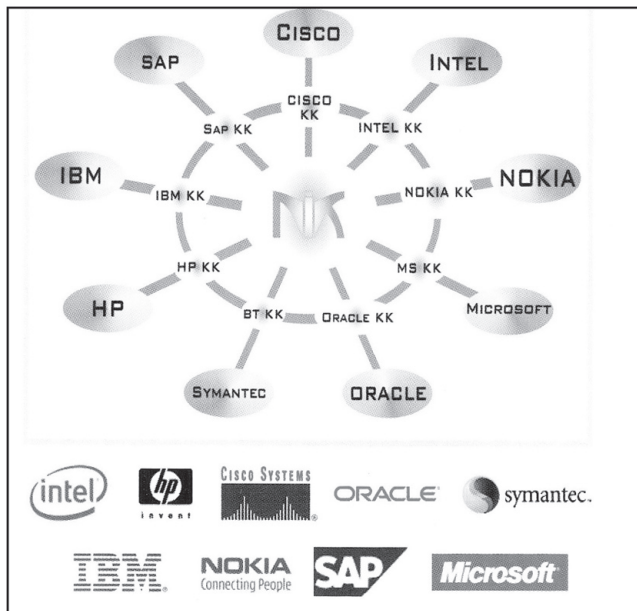 CISCO
SAP
INTEL
CISCO
KK
SAP KK
INTEL KK
IBM
IBM KK
NOKIA KK
NOKIA
HP KK
MS KK
HP
BT KK
ORACLE KK
MICROSOFT
SYMANTEC
ORACLE
intel
hp
invent
CISCO SYSTEMS
ORACLE
symantec.
IBM
NOKIA
Connecting People
SAP
Microsoft